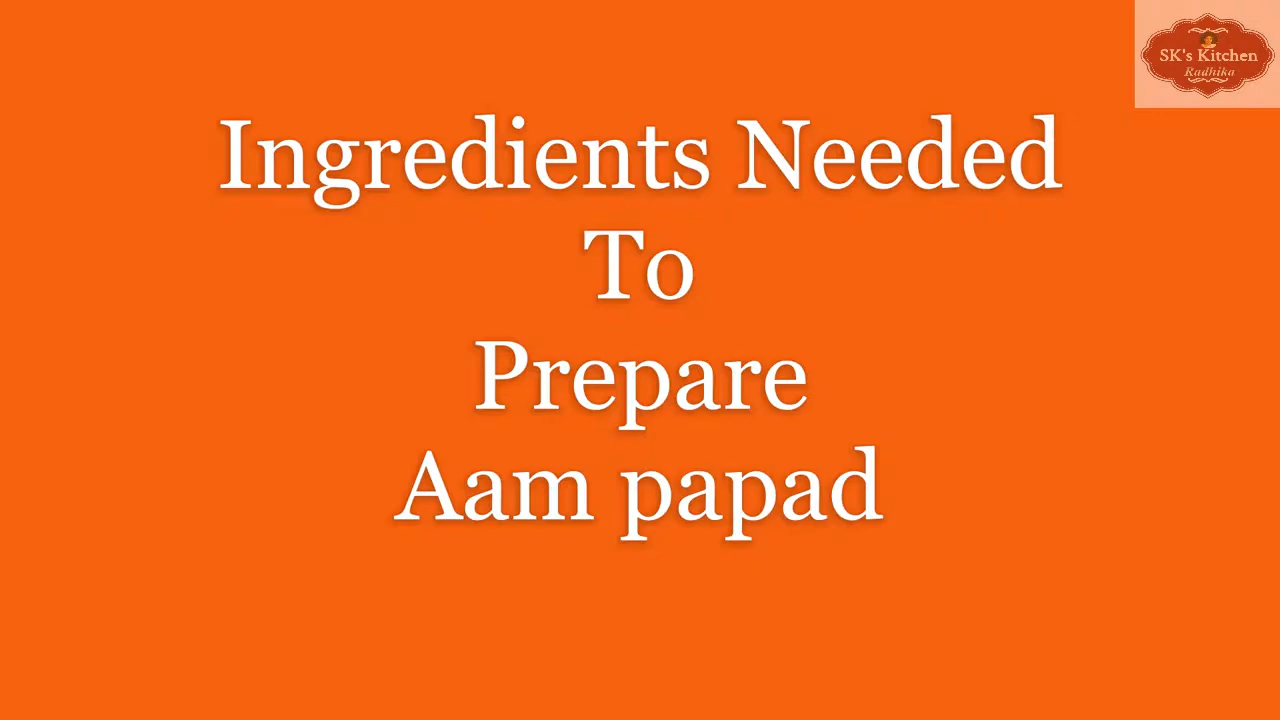 SK's Kitchen
Radhika
Ingredients Needed
To
Prepare
Aam papad